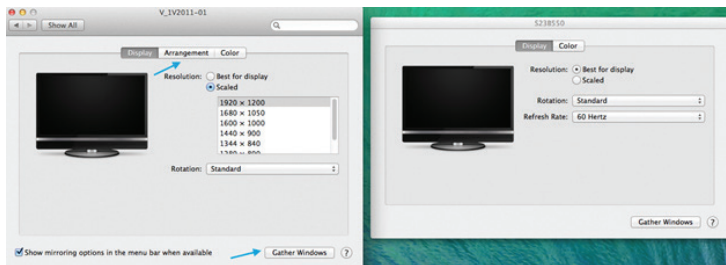 V_1V2011-01
Show All
Display Arrangement Color
Resolution: Best for display
Scaled
1920 × 1200
1680 × 1050
1600 × 1000
1440 × 900
1344 × 840
1280 × 800
Rotation: Standard
Show mirroring options in the menu bar when available
Gather Windows ?
S23B550
Display Color
Resolution: Best for display
Scaled
Rotation: Standard
Refresh Rate: 60 Hertz
Gather Windows ?